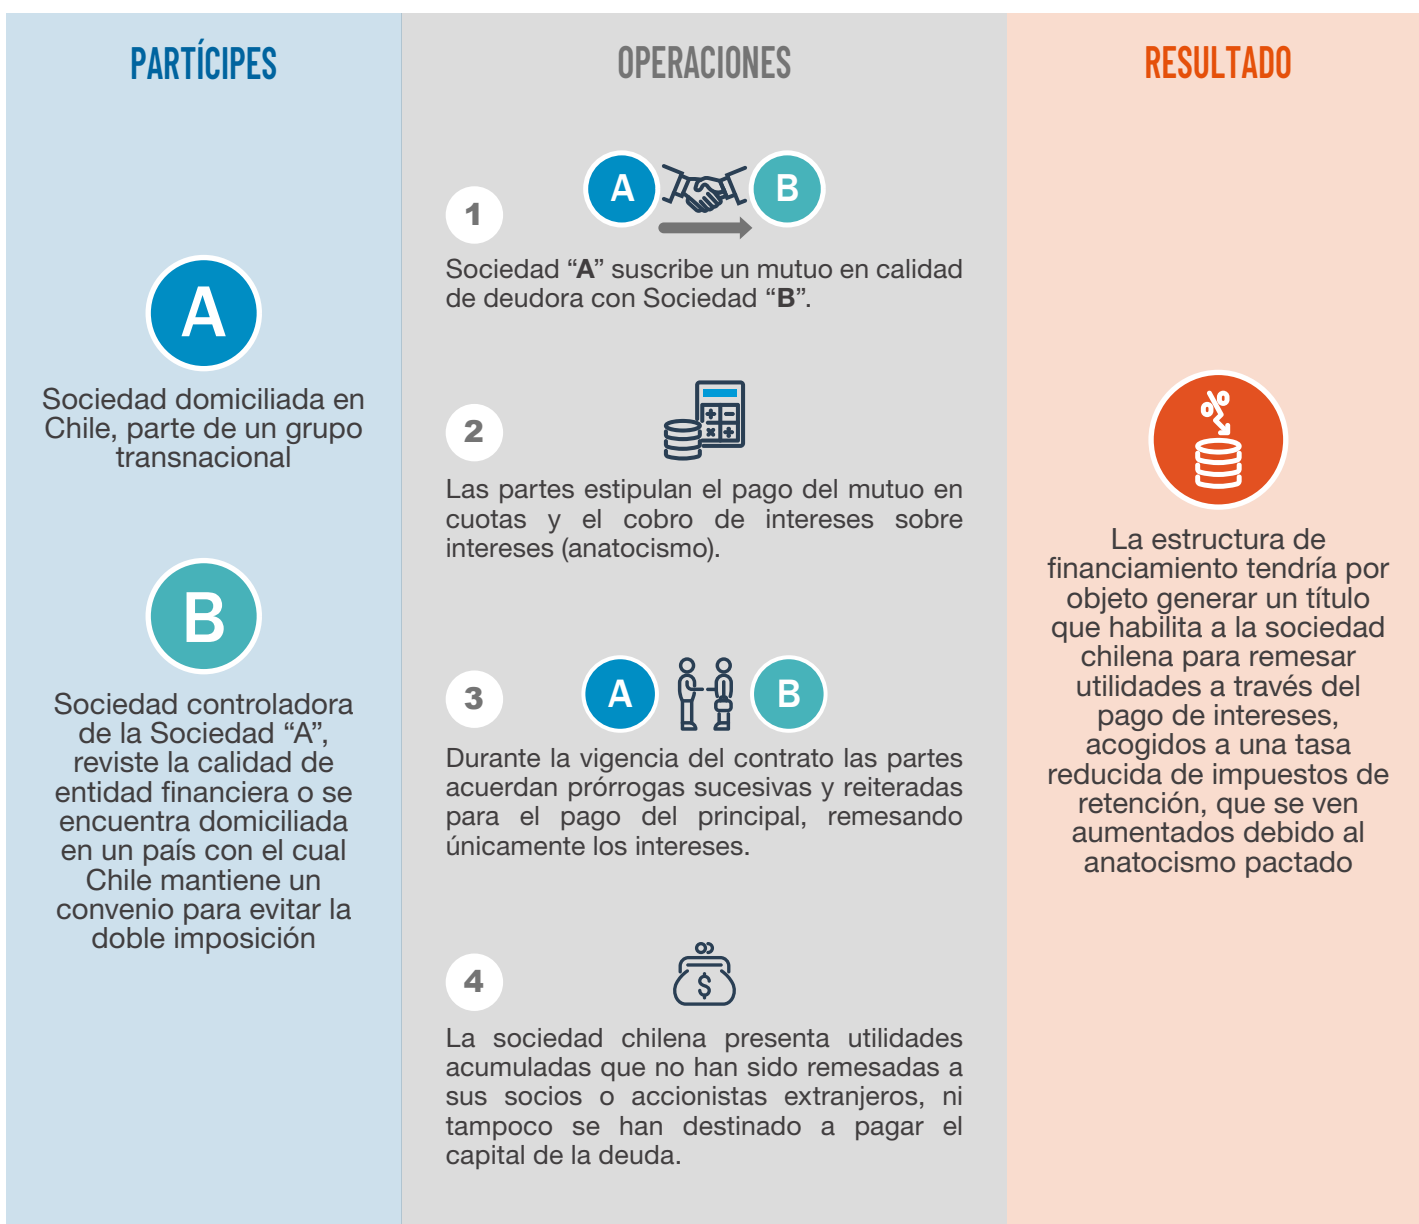 PARTÍCIPES
A
Sociedad domiciliada en
Chile, parte de un grupo
transnacional
B
Sociedad controladora
de la Sociedad “A”,
reviste la calidad de
entidad financiera o se
encuentra domiciliada
en un país con el cual
Chile mantiene un
convenio para evitar la
doble imposición
OPERACIONES
1
A
B
Sociedad “A” suscribe un mutuo en calidad
de deudora con Sociedad “B”.
2
Las partes estipulan el pago del mutuo en
cuotas y el cobro de intereses sobre
intereses (anatocismo).
3
A
B
Durante la vigencia del contrato las partes
acuerdan prórrogas sucesivas y reiteradas
para el pago del principal, remesando
únicamente los intereses.
4
$
La sociedad chilena presenta utilidades
acumuladas que no han sido remesadas a
sus socios o accionistas extranjeros, ni
tampoco se han destinado a pagar el
capital de la deuda.
RESULTADO
%
La estructura de
financiamiento tendría por
objeto generar un título
que habilita a la sociedad
chilena para remesar
utilidades a través del
pago de intereses,
acogidos a una tasa
reducida de impuestos de
retención, que se ven
aumentados debido al
anatocismo pactado